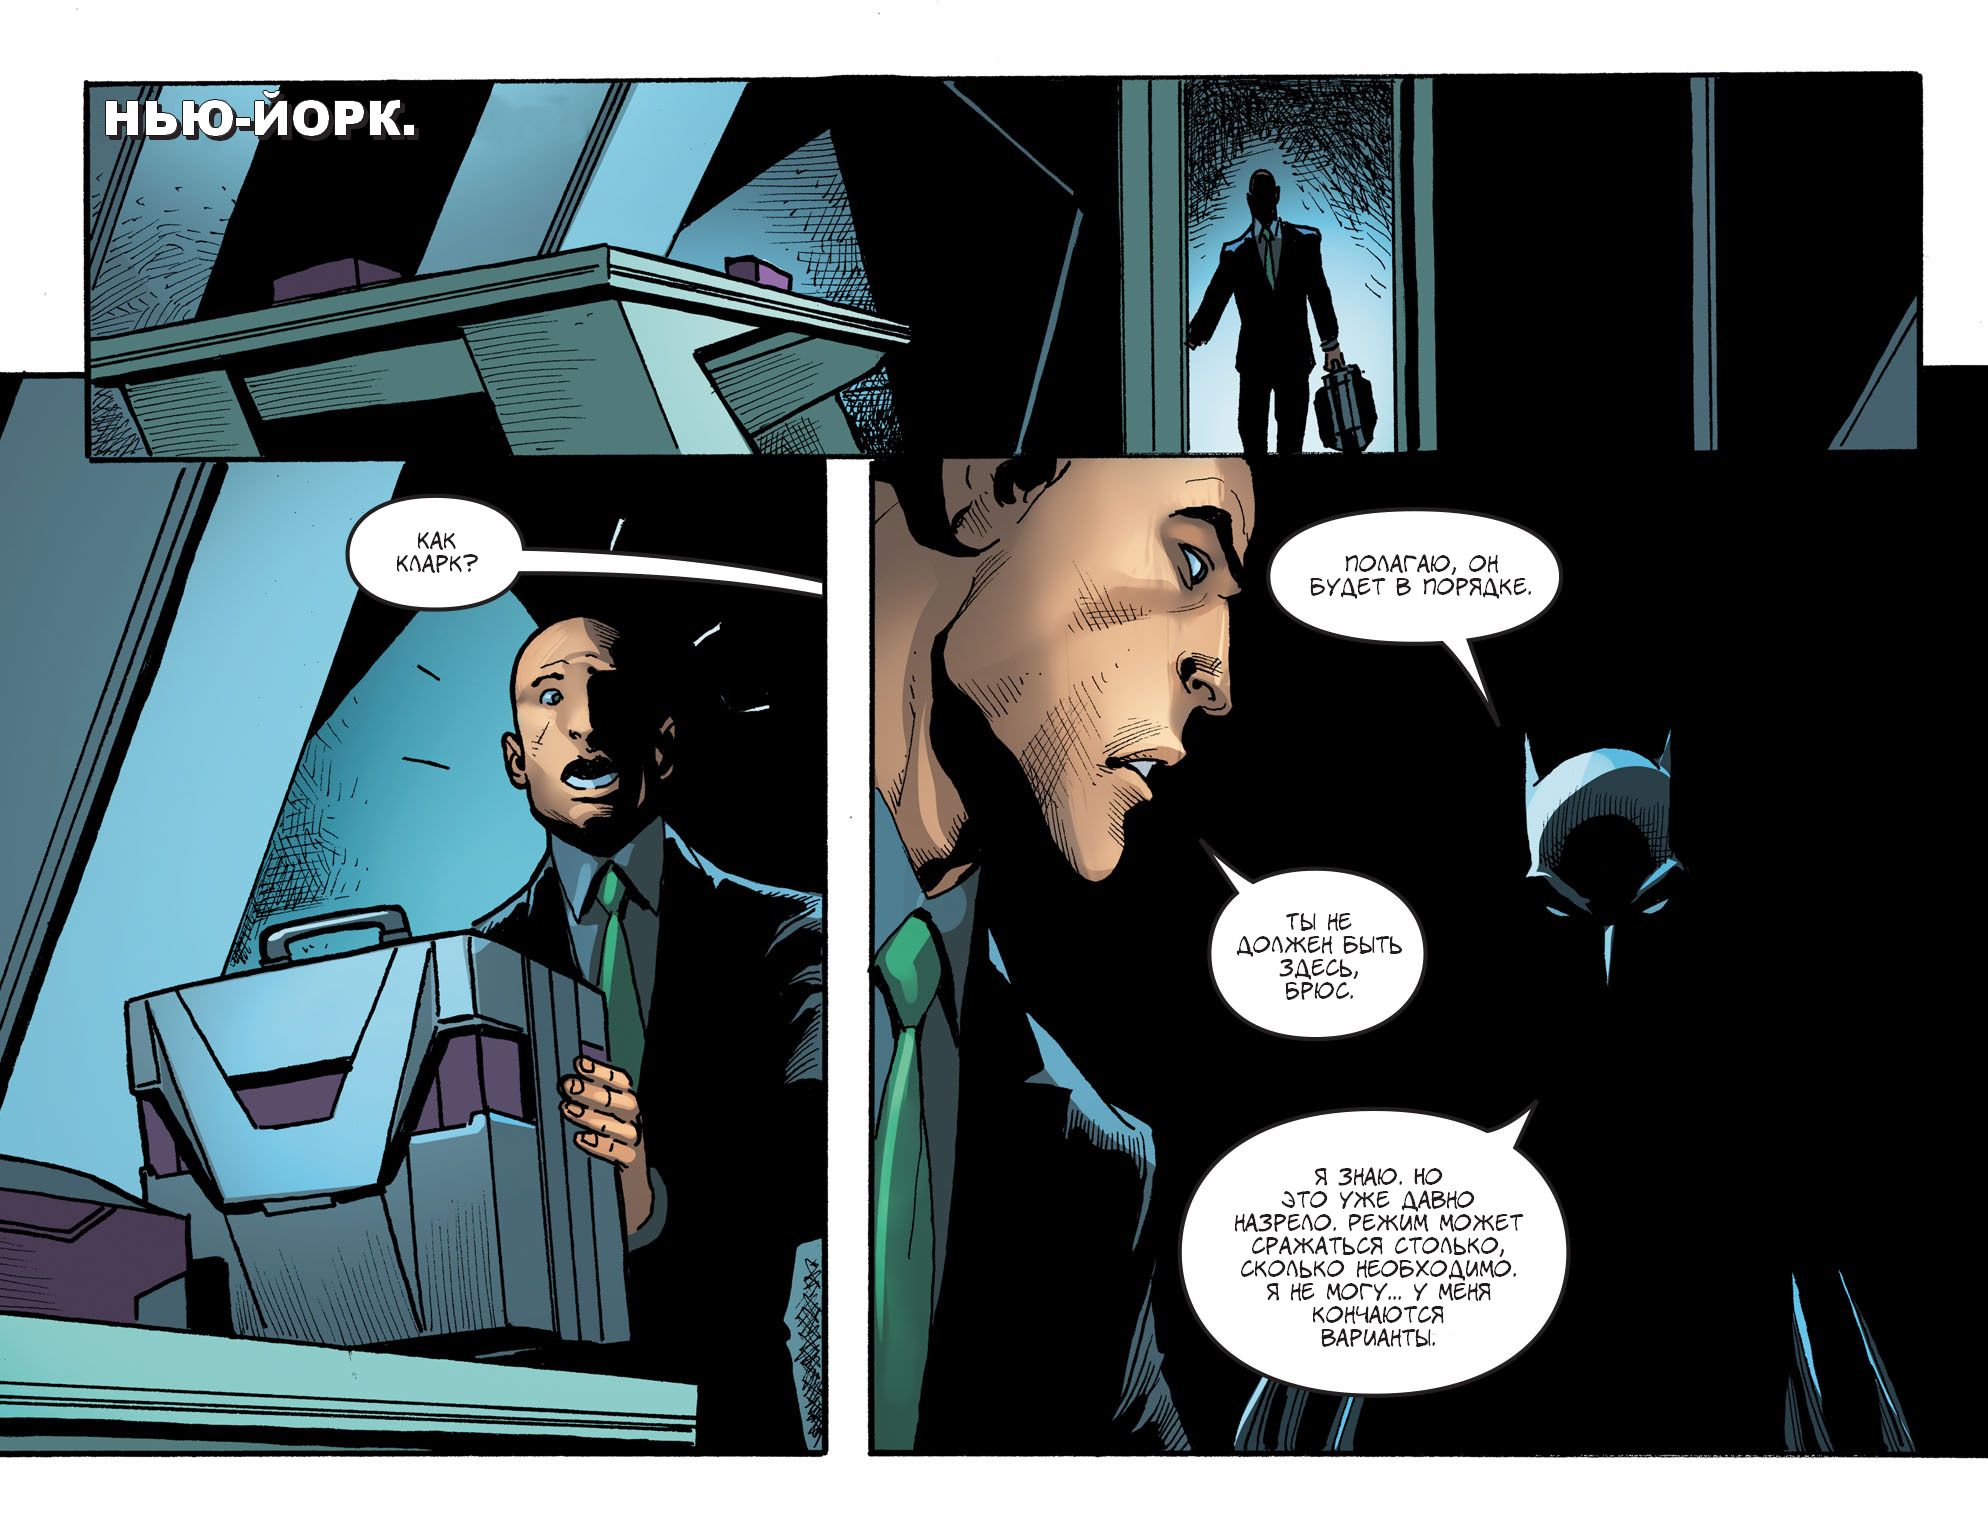 НЬЮ-ЙОРК.
КАК
КЛАРК?
ПОЛАГАЮ, ОН
БУДЕТ В ПОРЯДКЕ.
ТЫ НЕ
ДОЛЖЕН БЫТЬ
ЗДЕСЬ,
БРЮС.
Я ЗНАЮ. НО
ЭТО УЖЕ ДАВНО
НАЗРЕЛО. РЕЖИМ МОЖЕТ
СРАЖАТЬСЯ СТОЛЬКО,
СКОЛЬКО НЕОБХОДИМО.
Я НЕ МОГУ... У МЕНЯ
КОНЧАЮТСЯ
ВАРИАНТЫ.